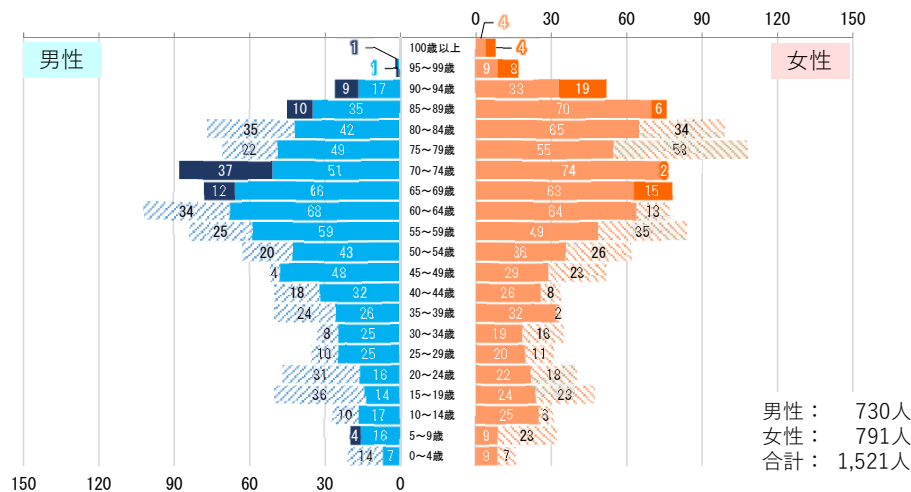 0 30 60 90 120 150
男性
女性
1 100歳以上 4 4
1 95～99歳 9 8
9 17 90～94歳 33 19
10 35 85～89歳 70 6
35 42 80～84歳 65 34
22 49 75～79歳 55 53
37 51 70～74歳 74 2
12 66 65～69歳 63 15
34 68 60～64歳 64 13
25 59 55～59歳 49 35
20 43 50～54歳 36 26
4 48 45～49歳 29 23
18 32 40～44歳 26 8
24 26 35～39歳 32 2
8 25 30～34歳 19 16
10 25 25～29歳 20 11
31 16 20～24歳 22 18
36 14 15～19歳 24 23
10 17 10～14歳 25 3
4 16 5～9歳 9 23
14 7 0～4歳 9 7
150 120 90 60 30 0
男性： 730人
女性： 791人
合計： 1,521人